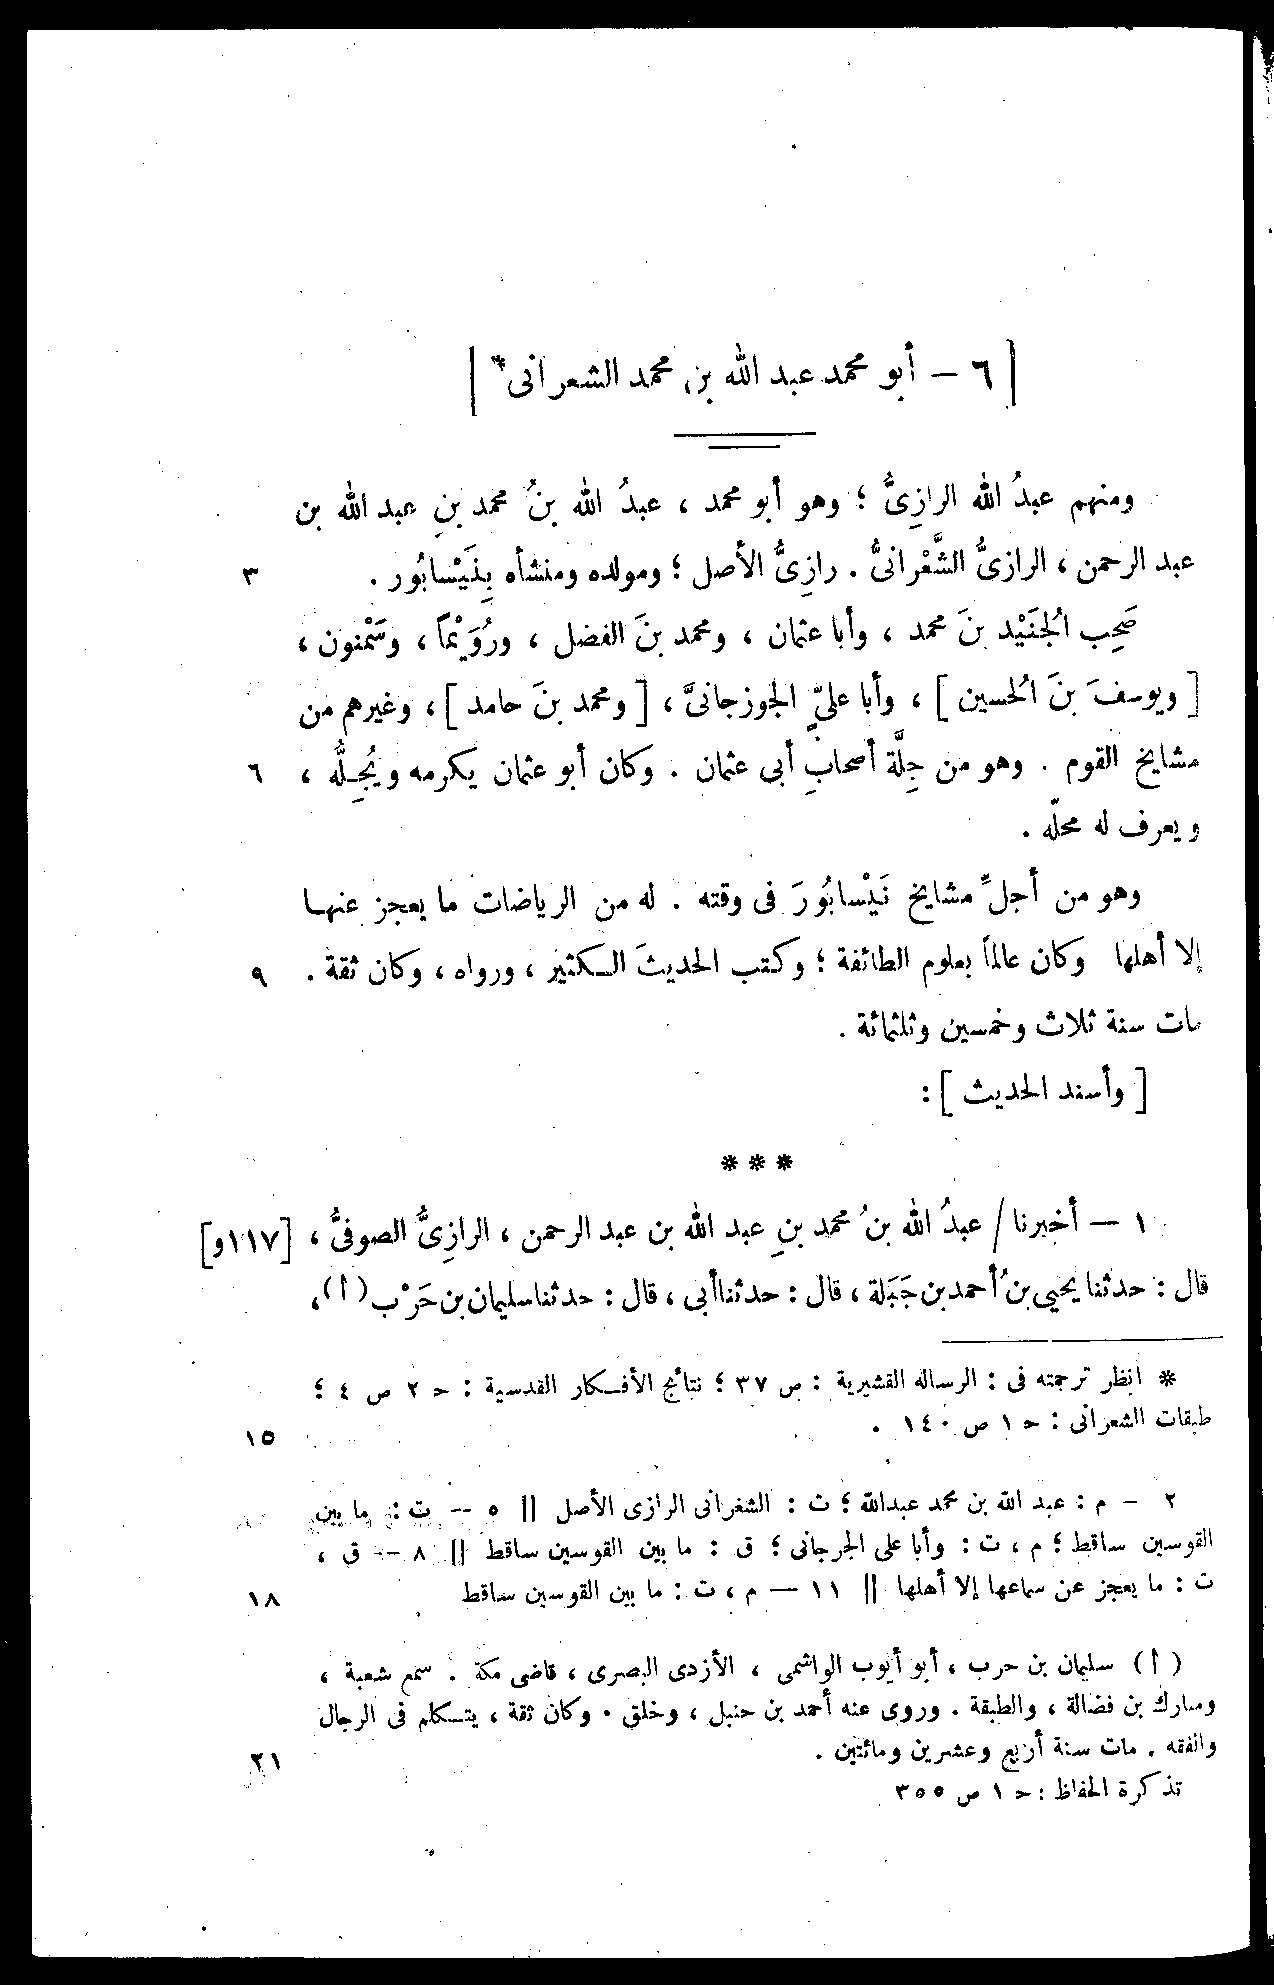 [ ٦ – أبو محمد عبد الله بن محمد الشعرانى* ]
ومنهم عبدُ الله الرازِىُّ ؛ وهو أبو محمد ، عبدُ الله بنُ محمد بنِ عبد الله بن
عبد الرحمن ، الرازىُّ الشَّعْرانىُّ . رازِىُّ الأصل ؛ ومولده ومنشأه بِنَيْسابُور . ٣
صَحِب الْجُنَيْد بنَ محمد ، وأبا عثمان ، ومحمد بنَ الفضل ، ورُوَيْماً ، وسَمْنون ،
[ ويوسفَ بنَ الْحسين ] ، وأبا علىٍّ الجوزجانىَّ ، [ ومحمد بنَ حامد ] ، وغيرهم من
مشايخ القوم . وهو من جِلَّة أصحابِ أبى عثمان . وكان أبو عثمان يكرمه ويُجِلُّه ، ٦
ويعرف له محلّه .
وهو من أجلِّ مشايخ نَيْسابُورَ فى وقته . له من الرياضات ما يعجز عنها
إلا أهلها وكان عالماً بعلوم الطائفة ؛ وكتب الحديثَ الكثير ، ورواه ، وكان ثقة . ٩
مات سنة ثلاث وخمسين وثلثمائة .
[ وأسند الحديث ] :
***
١ – أخبرنا / عبدُ الله بنُ محمد بنِ عبد الله بن عبد الرحمن ، الرازِىُّ الصوفىُّ ، [١١٧و]
قال : حدثنا يحيى بنُ أحمد بن جَبَلة ، قال : حدثنا أبى ، قال : حدثنا سليمان بن حَرْب (أ) ،
* انظر ترجمته فى : الرسالة القشيرية : ص ٣٧ ؛ نتائج الأفكار القدسية : ح ٢ ص ٤ ؛
طبقات الشعرانى : ح ١ ص ١٤٠ . ١٥
٢ – م : عبد الله بن محمد عبدالله ؛ ت : الشغرانى الرازى الأصل || ٥ – ت : ما بين
القوسين ساقط ؛ م ، ت : وأبا على الجرجانى ؛ ق : ما بين القوسين ساقط || ٨ – ق ،
ت : ما يعجز عن سماعها إلا أهلها || ١١ – م ، ت : ما بين القوسين ساقط ١٨
( أ ) سليمان بن حرب ، أبو أيوب الواشمى ، الأزدى البصرى ، قاضى مكة . سمع شعبة ،
ومبارك بن فضالة ، والطبقة . وروى عنه أحمد بن حنبل ، وخلق . وكان ثقة ، يتكلم فى الرجال
والفقه . مات سنة أربع وعشرين ومائتين . ٢١
تذكرة الحفاظ : ح ١ ص ٣٥٥